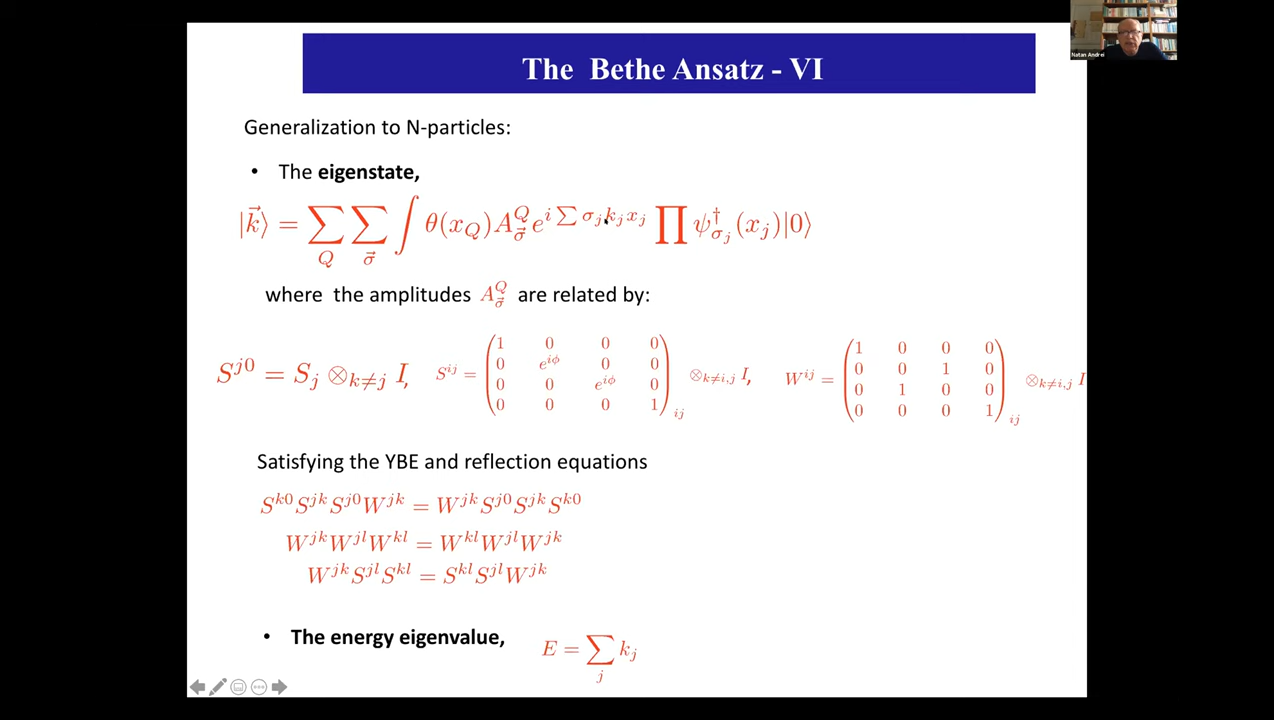 The Bethe Ansatz - VI
Natan Andrei
Generalization to N-particles:
• The eigenstate,
|k⃗⟩ = ∑_Q ∑_σ⃗ ∫ θ(x_Q) A^Q_σ⃗ e^{i ∑ σ_j k_j x_j} ∏ ψ†_{σ_j}(x_j)|0⟩
where the amplitudes A^Q_σ⃗ are related by:
S^{j0} = S_j ⊗_{k≠j} I, S^{ij} = (1 0 0 0; 0 e^{iϕ} 0 0; 0 0 e^{iϕ} 0; 0 0 0 1)_{ij} ⊗_{k≠i,j} I, W^{ij} = (1 0 0 0; 0 0 1 0; 0 1 0 0; 0 0 0 1)_{ij} ⊗_{k≠i,j} I
Satisfying the YBE and reflection equations
S^{k0} S^{jk} S^{j0} W^{jk} = W^{jk} S^{j0} S^{jk} S^{k0}
W^{jk} W^{jl} W^{kl} = W^{kl} W^{jl} W^{jk}
W^{jk} S^{jl} S^{kl} = S^{kl} S^{jl} W^{jk}
• The energy eigenvalue, E = ∑_j k_j